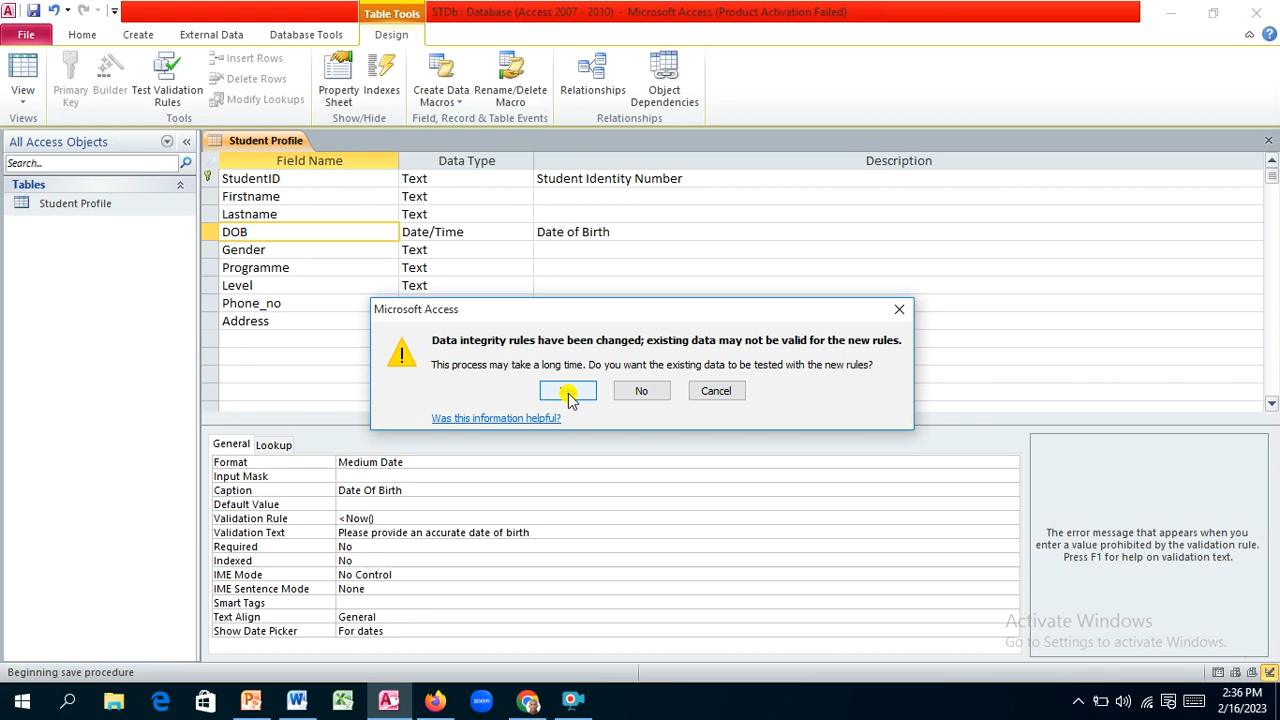 Table Tools
STDb : Database (Access 2007 - 2010) - Microsoft Access (Product Activation Failed)
File
Home
Create
External Data
Database Tools
Design
View
Primary Key
Builder
Test Validation Rules
Insert Rows
Delete Rows
Modify Lookups
Property Sheet
Indexes
Create Data Macros
Rename/Delete Macro
Relationships
Object Dependencies
Views
Tools
Show/Hide
Field, Record & Table Events
Relationships
All Access Objects
Search...
Tables
Student Profile
Student Profile
Field Name Data Type Description
StudentID Text Student Identity Number
Firstname Text
Lastname Text
DOB Date/Time Date of Birth
Gender Text
Programme Text
Level Text
Phone_no
Address
Microsoft Access
Data integrity rules have been changed; existing data may not be valid for the new rules.
This process may take a long time. Do you want the existing data to be tested with the new rules?
No
Cancel
Was this information helpful?
General Lookup
Format Medium Date
Input Mask
Caption Date Of Birth
Default Value
Validation Rule <Now()
Validation Text Please provide an accurate date of birth
Required No
Indexed No
IME Mode No Control
IME Sentence Mode None
Smart Tags
Text Align General
Show Date Picker For dates
The error message that appears when you
enter a value prohibited by the validation rule.
Press F1 for help on validation text.
Activate Windows
Go to Settings to activate Windows.
Beginning save procedure
2:36 PM
2/16/2023